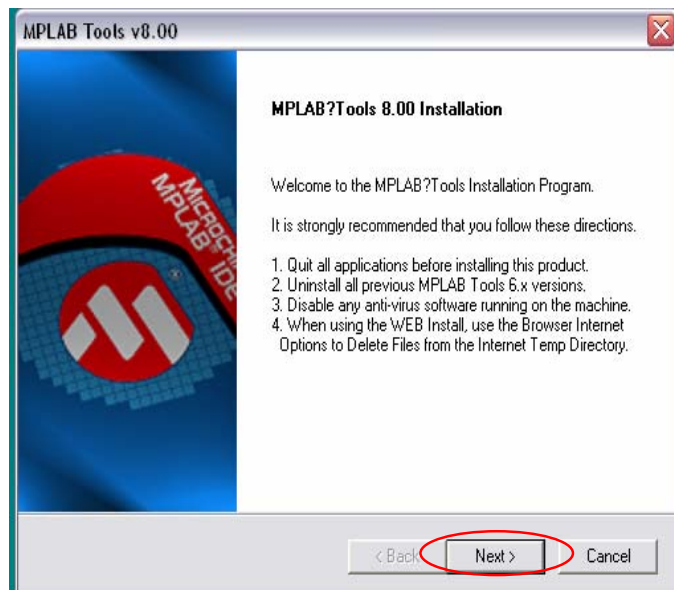 MPLAB Tools v8.00
MICROCHIP
MPLAB® IDE
MPLAB?Tools 8.00 Installation
Welcome to the MPLAB?Tools Installation Program.
It is strongly recommended that you follow these directions.
1. Quit all applications before installing this product.
2. Uninstall all previous MPLAB Tools 6.x versions.
3. Disable any anti-virus software running on the machine.
4. When using the WEB Install, use the Browser Internet
Options to Delete Files from the Internet Temp Directory.
< Back
Next >
Cancel